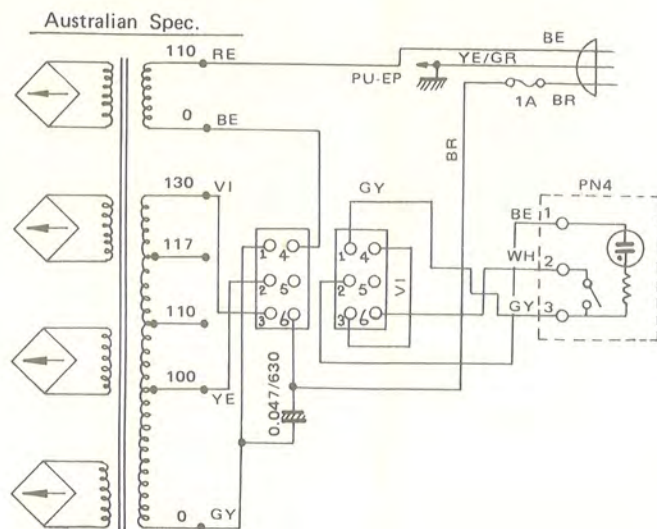 Australian Spec.
110 RE
BE
YE/GR
PU-EP
1A
BR
0 BE
BR
130 VI
GY
PN4
117
1 4
2 5
3 6
1 4
2 5
3 6
VI
BE 1
WH 2
GY 3
110
100
YE
0.047/630
0 GY